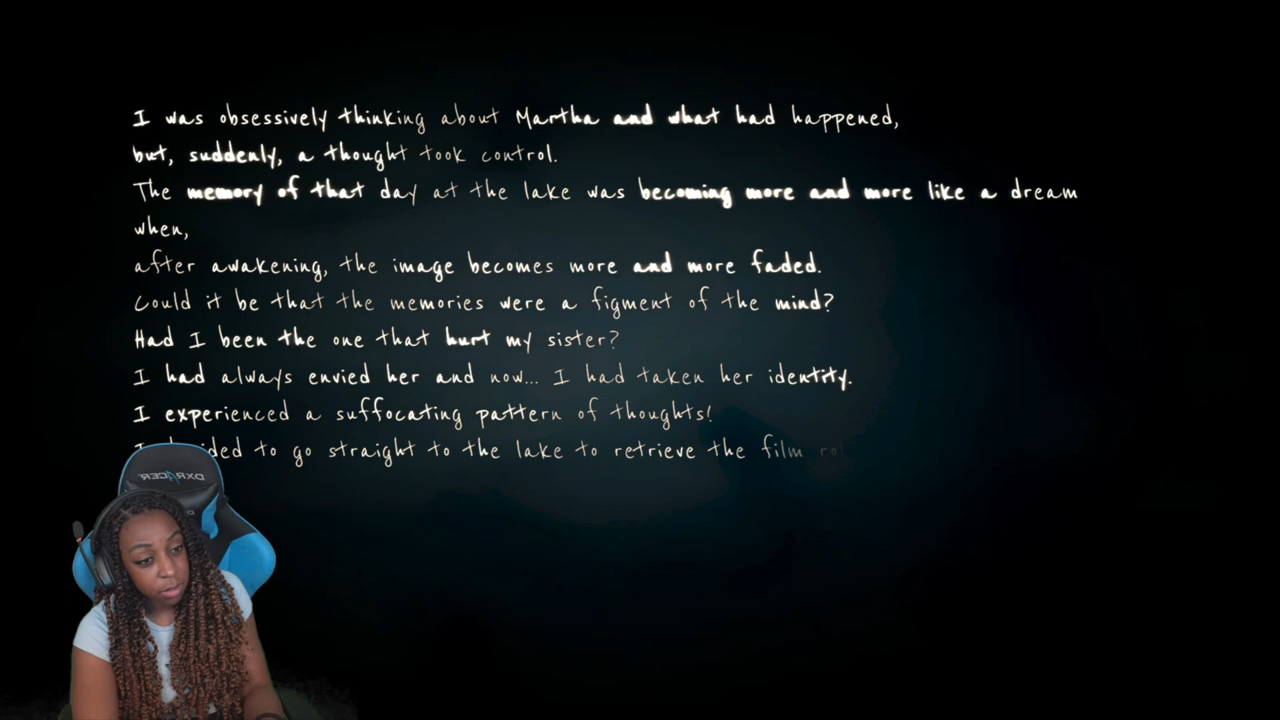 I was obsessively thinking about Martha and what had happened,
but, suddenly, a thought took control.
The memory of that day at the lake was becoming more and more like a dream
when,
after awakening, the image becomes more and more faded.
Could it be that the memories were a figment of the mind?
Had I been the one that hurt my sister?
I had always envied her and now... I had taken her identity.
I experienced a suffocating pattern of thoughts!
to go straight to the lake to retrieve the film
DXRACER